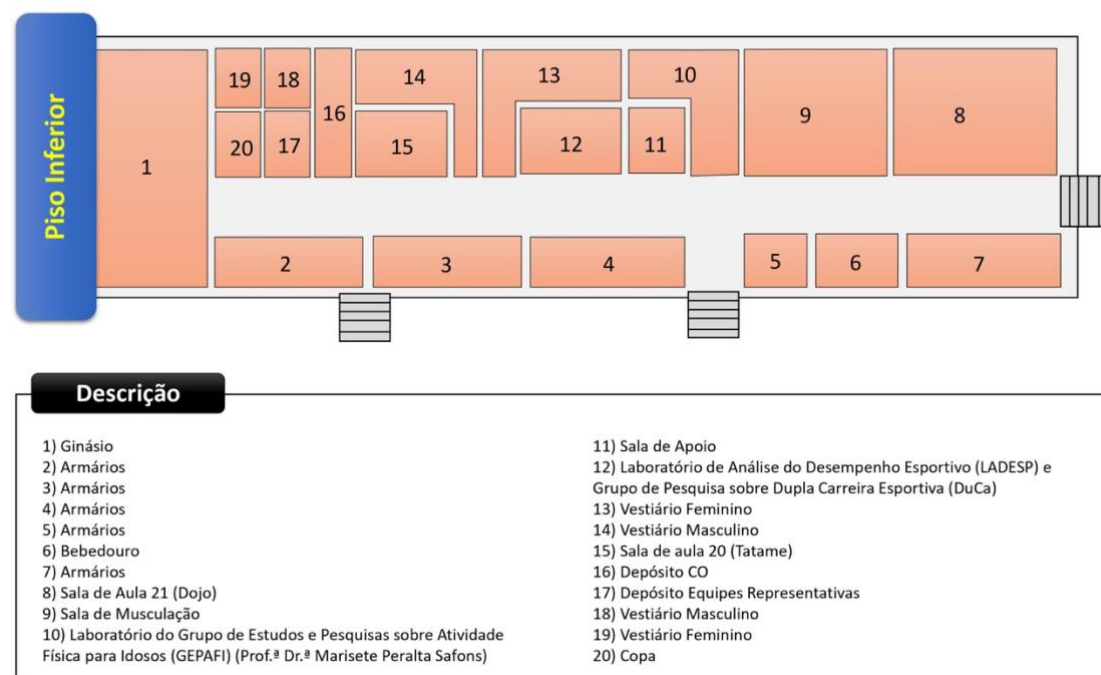 Piso Inferior
19
18
14
13
10
16
9
8
1
20
17
15
12
11
2
3
4
5
6
7
Descrição
1) Ginásio
2) Armários
3) Armários
4) Armários
5) Armários
6) Bebedouro
7) Armários
8) Sala de Aula 21 (Dojo)
9) Sala de Musculação
10) Laboratório do Grupo de Estudos e Pesquisas sobre Atividade
Física para Idosos (GEPAFI) (Prof.ª Dr.ª Marisete Peralta Safons)
11) Sala de Apoio
12) Laboratório de Análise do Desempenho Esportivo (LADESP) e
Grupo de Pesquisa sobre Dupla Carreira Esportiva (DuCa)
13) Vestiário Feminino
14) Vestiário Masculino
15) Sala de aula 20 (Tatame)
16) Depósito CO
17) Depósito Equipes Representativas
18) Vestiário Masculino
19) Vestiário Feminino
20) Copa